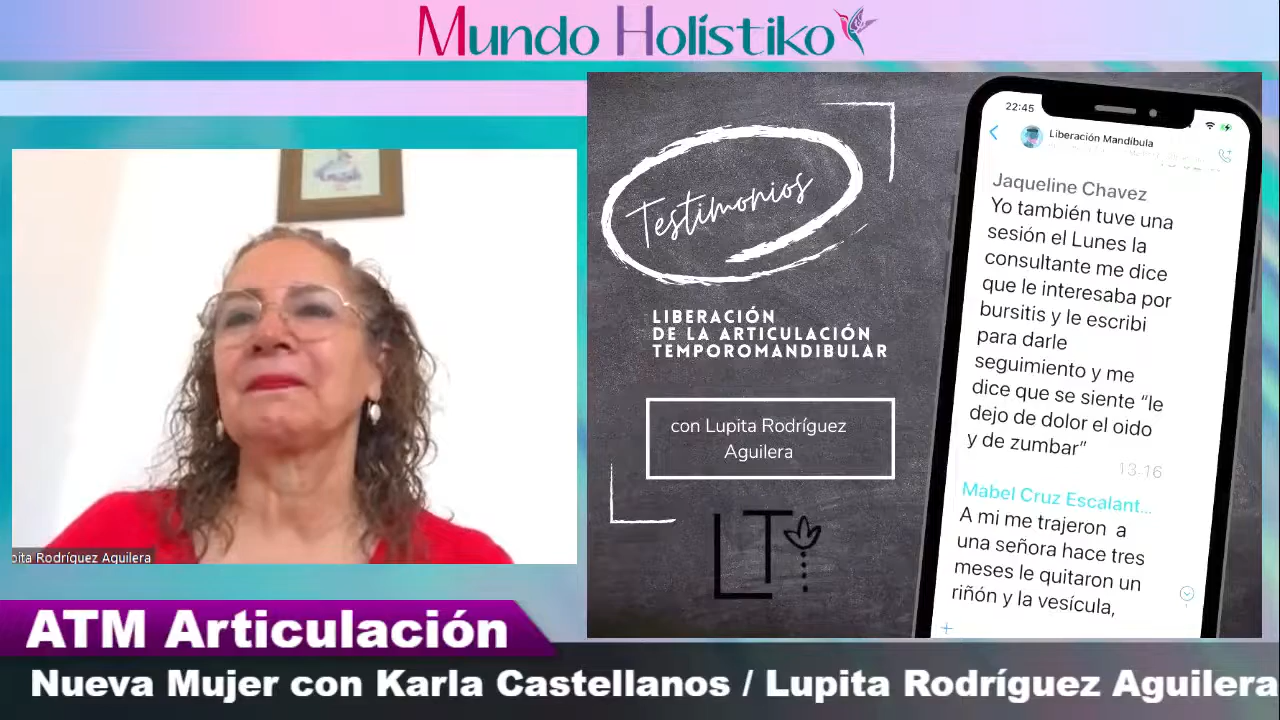 Mundo Holístiko
Testimonios
LIBERACIÓN
DE LA ARTICULACIÓN
TEMPOROMANDIBULAR
con Lupita Rodríguez
Aguilera
LT
22:45
Liberación Mandíbula
Jaqueline Chavez
Yo también tuve una
sesión el Lunes la
consultante me dice
que le interesaba por
bursitis y le escribi
para darle
seguimiento y me
dice que se siente “le
dejo de dolor el oido
y de zumbar”
13:16
Mabel Cruz Escalant...
A mi me trajeron a
una señora hace tres
meses le quitaron un
riñón y la vesícula,
pita Rodríguez Aguilera
ATM Articulación
Nueva Mujer con Karla Castellanos / Lupita Rodríguez Aguilera